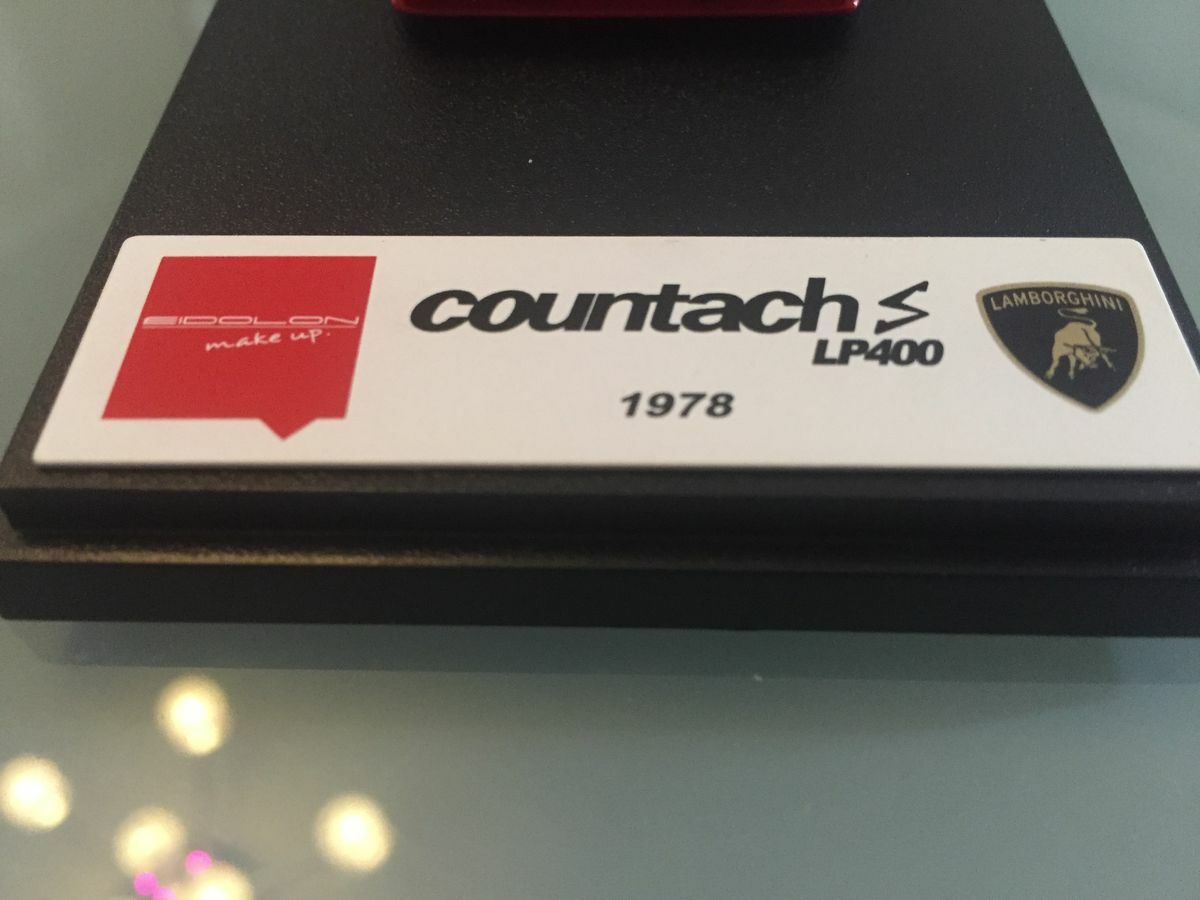 EIDOLON
make up.
countach S
LP400
1978
LAMBORGHINI